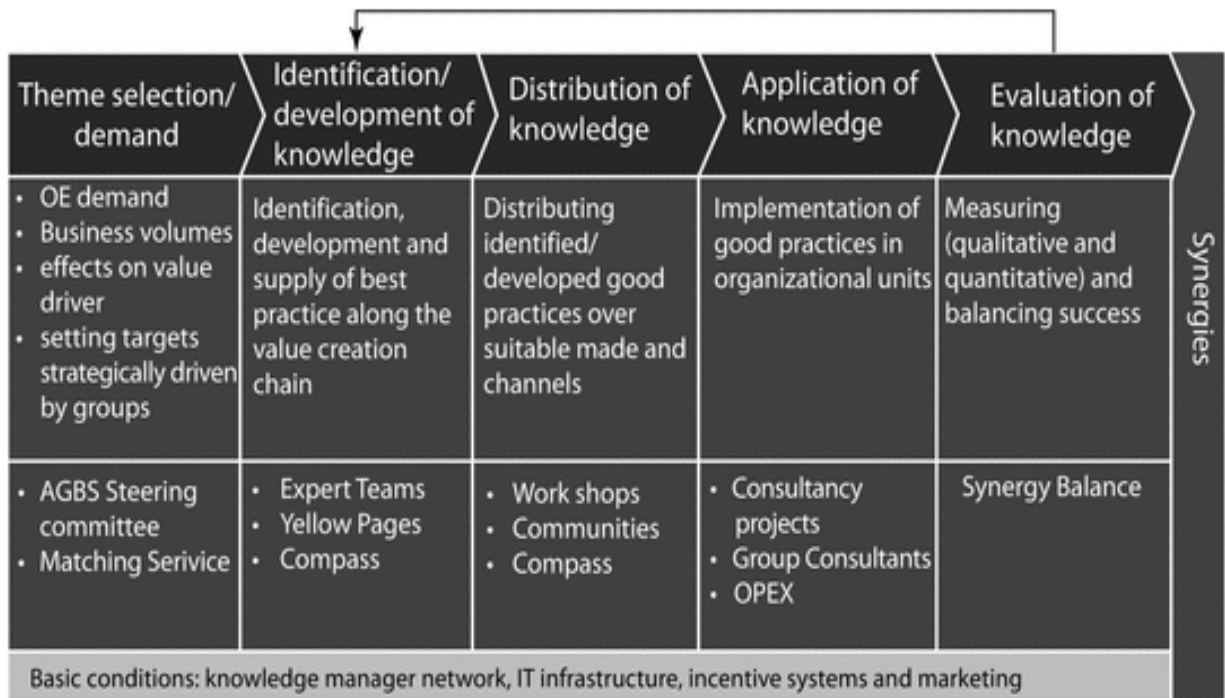 Theme selection/
demand
Identification/
development of
knowledge
Distribution of
knowledge
Application of
knowledge
Evaluation of
knowledge
• OE demand
• Business volumes
• effects on value
driver
• setting targets
strategically driven
by groups
Identification,
development and
supply of best
practice along the
value creation
chain
Distributing
identified/
developed good
practices over
suitable made and
channels
Implementation of
good practices in
organizational units
Measuring
(qualitative and
quantitative) and
balancing success
• AGBS Steering
committee
• Matching Serivice
• Expert Teams
• Yellow Pages
• Compass
• Work shops
• Communities
• Compass
• Consultancy
projects
• Group Consultants
• OPEX
Synergy Balance
Synergies
Basic conditions: knowledge manager network, IT infrastructure, incentive systems and marketing